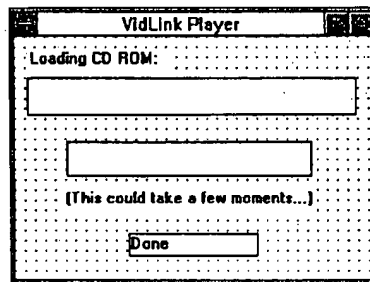 VidLink Player
Loading CD ROM:
(This could take a few moments...)
Done